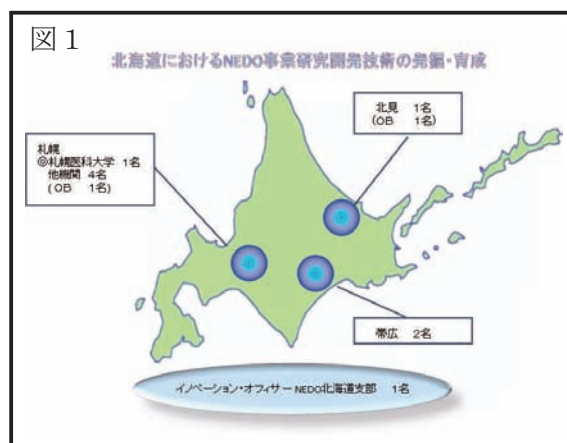 図1
北海道におけるNEDO事業研究開発技術の発掘・育成
北見 1名
(OB 1名)
札幌
◎札幌医科大学 1名
他機関 4名
(OB 1名)
帯広 2名
イノベーション・オフィサー NEDO北海道支部 1名